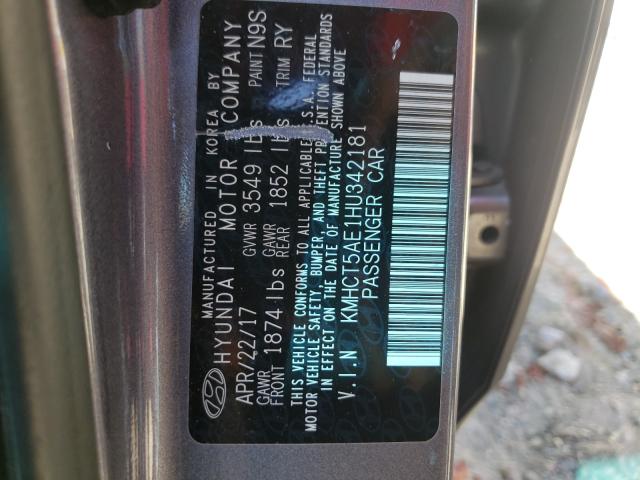 MANUFACTURED IN KOREA BY
HYUNDAI MOTOR COMPANY
APR/22/17 GVWR 3549 lbs PAINT N9S
GAWR FRONT 1874 lbs GAWR REAR 1852 lbs TRIM RY
THIS VEHICLE CONFORMS TO ALL APPLICABLE U.S.A. FEDERAL
MOTOR VEHICLE SAFETY, BUMPER, AND THEFT PREVENTION STANDARDS
IN EFFECT ON THE DATE OF MANUFACTURE SHOWN ABOVE
V.I.N KMHCT5AE1HU342181
PASSENGER CAR